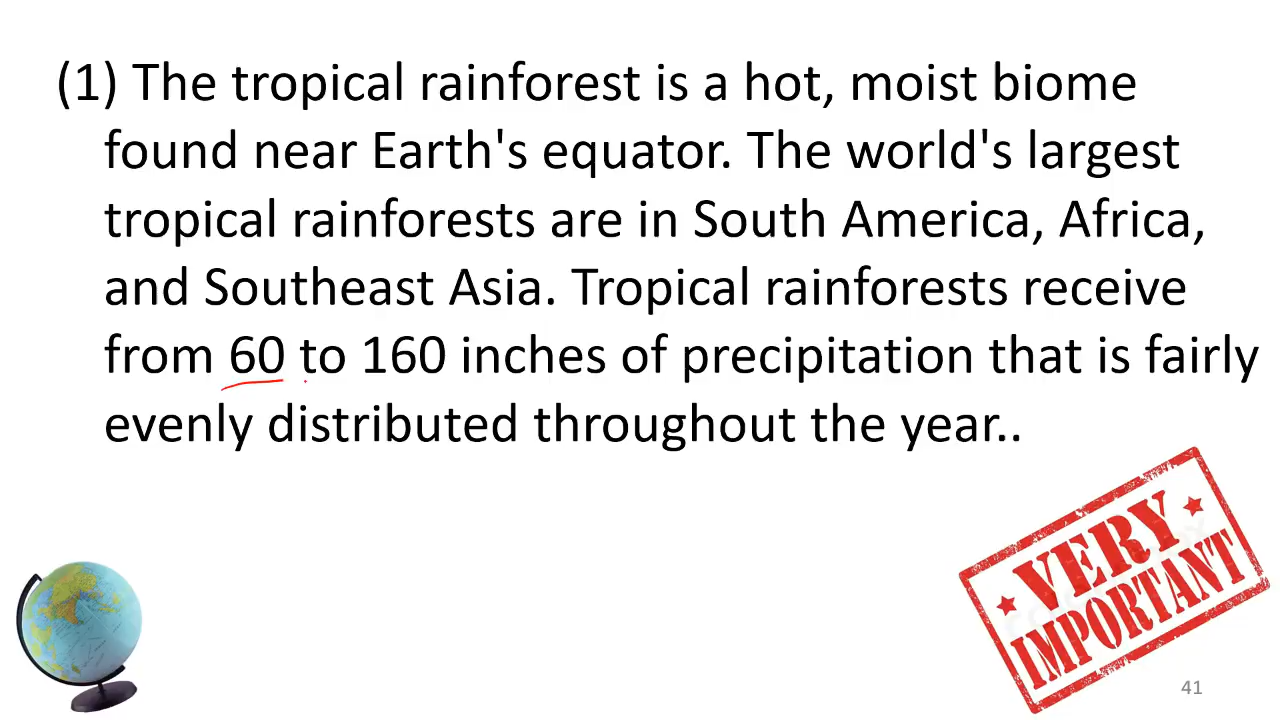 (1) The tropical rainforest is a hot, moist biome
found near Earth's equator. The world's largest
tropical rainforests are in South America, Africa,
and Southeast Asia. Tropical rainforests receive
from 60 to 160 inches of precipitation that is fairly
evenly distributed throughout the year..
VERY
IMPORTANT
41